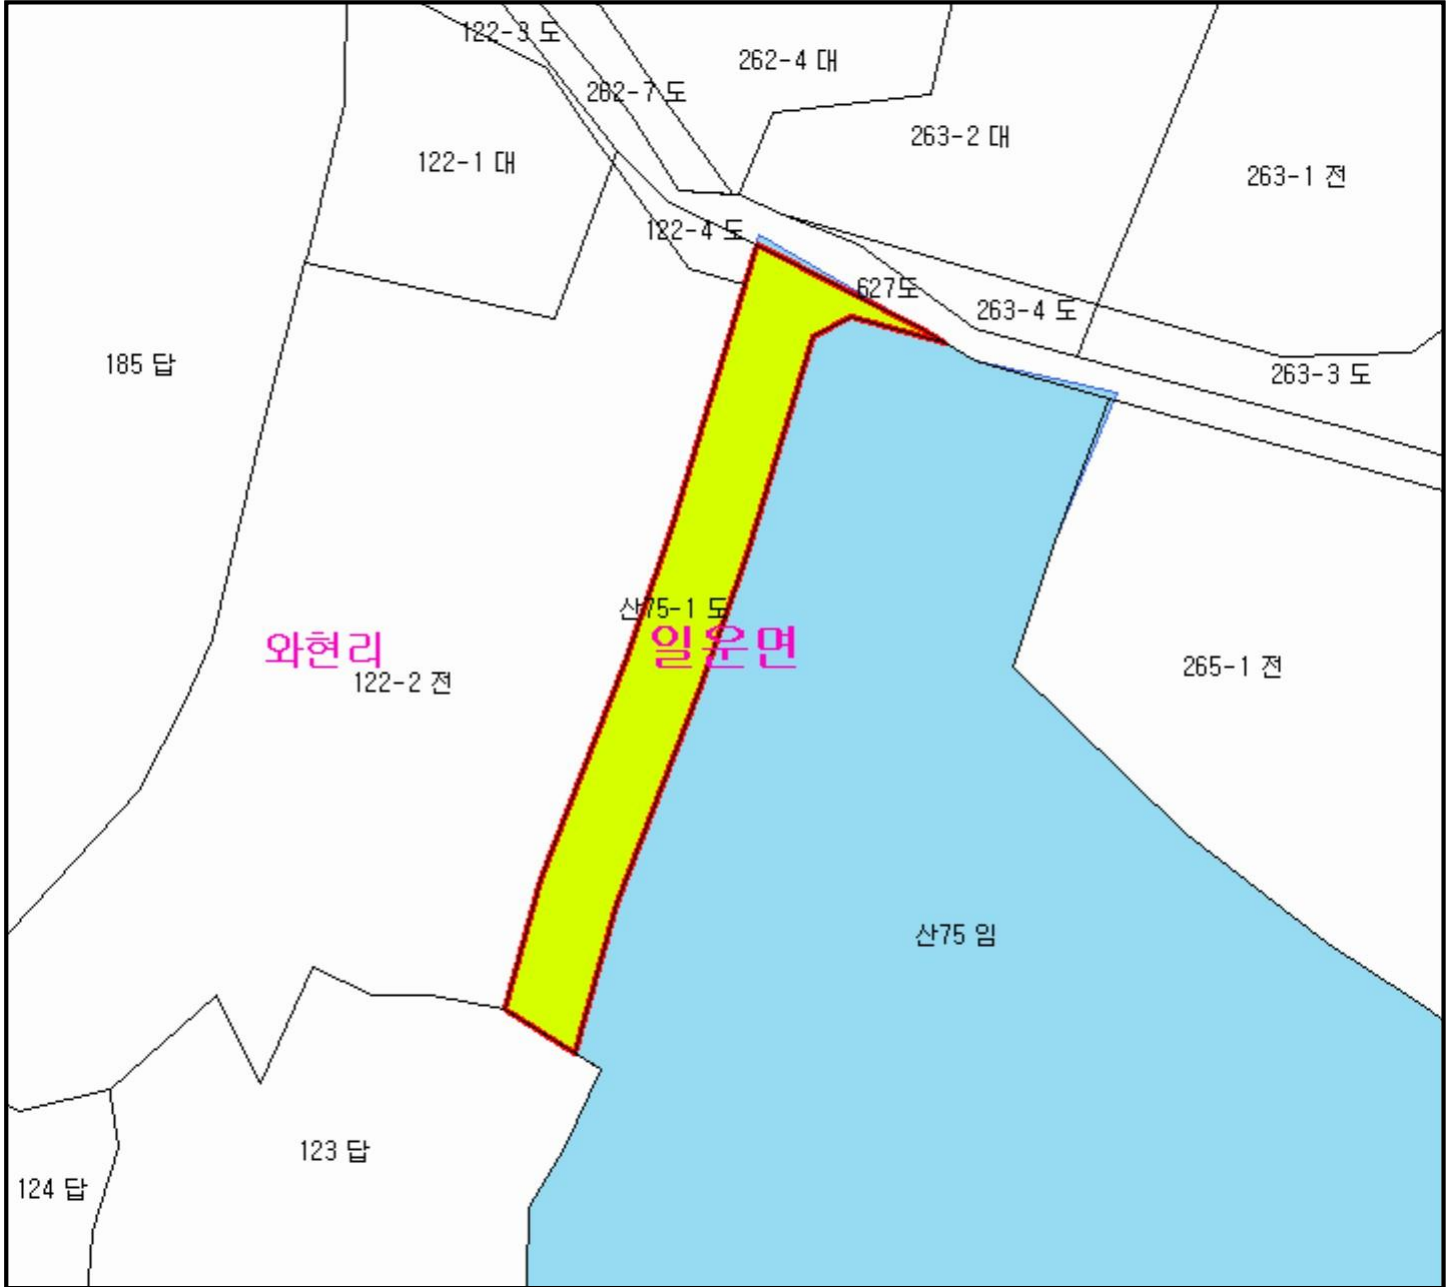 122-3 도
262-4 대
262-7 도
263-2 대
122-1 대
263-1 전
122-4 도
627도
263-4 도
185 답
263-3 도
산75-1 도
와현리
일운면
265-1 전
122-2 전
산75 임
123 답
124 답